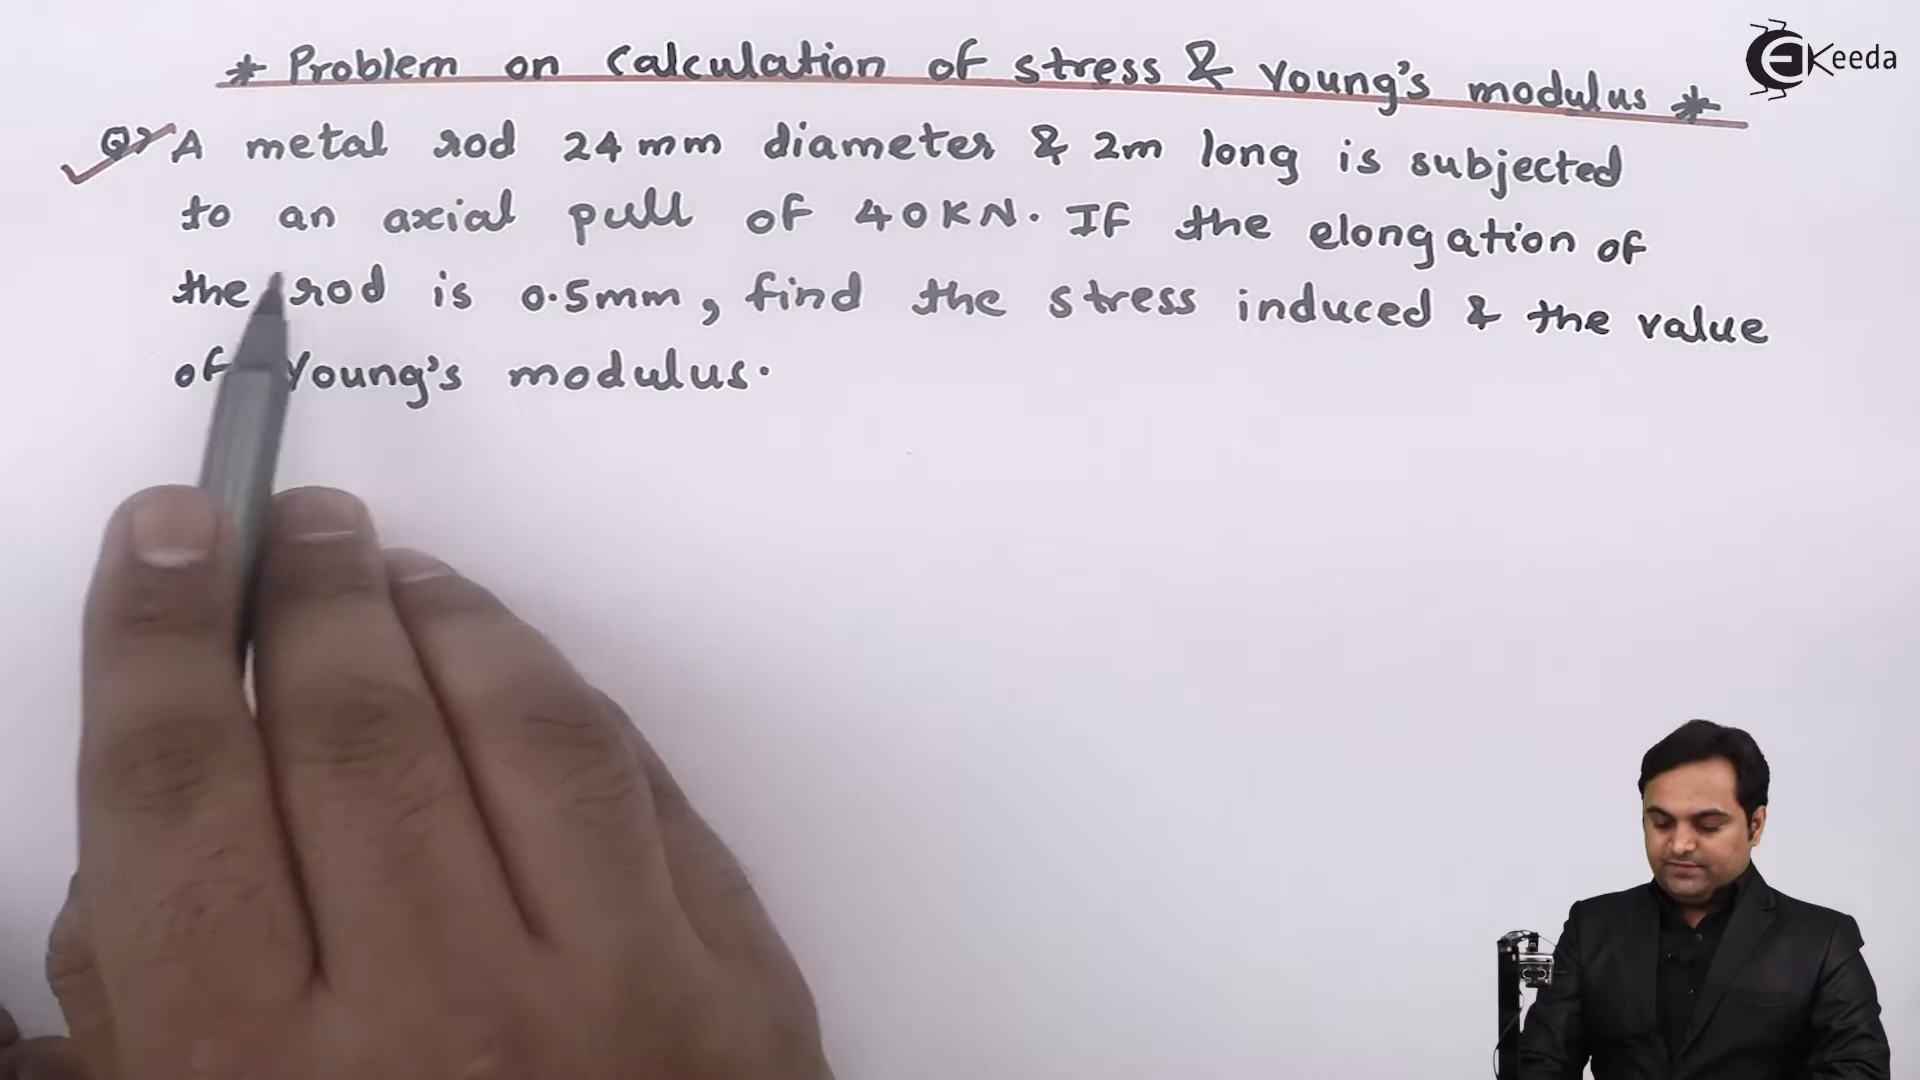 * Problem on Calculation of stress & Young's modulus *
Keeda
Q> A metal rod 24mm diameter & 2m long is subjected
to an axial pull of 40KN. If the elongation of
the rod is 0.5mm, find the stress induced & the value
of Young's modulus.